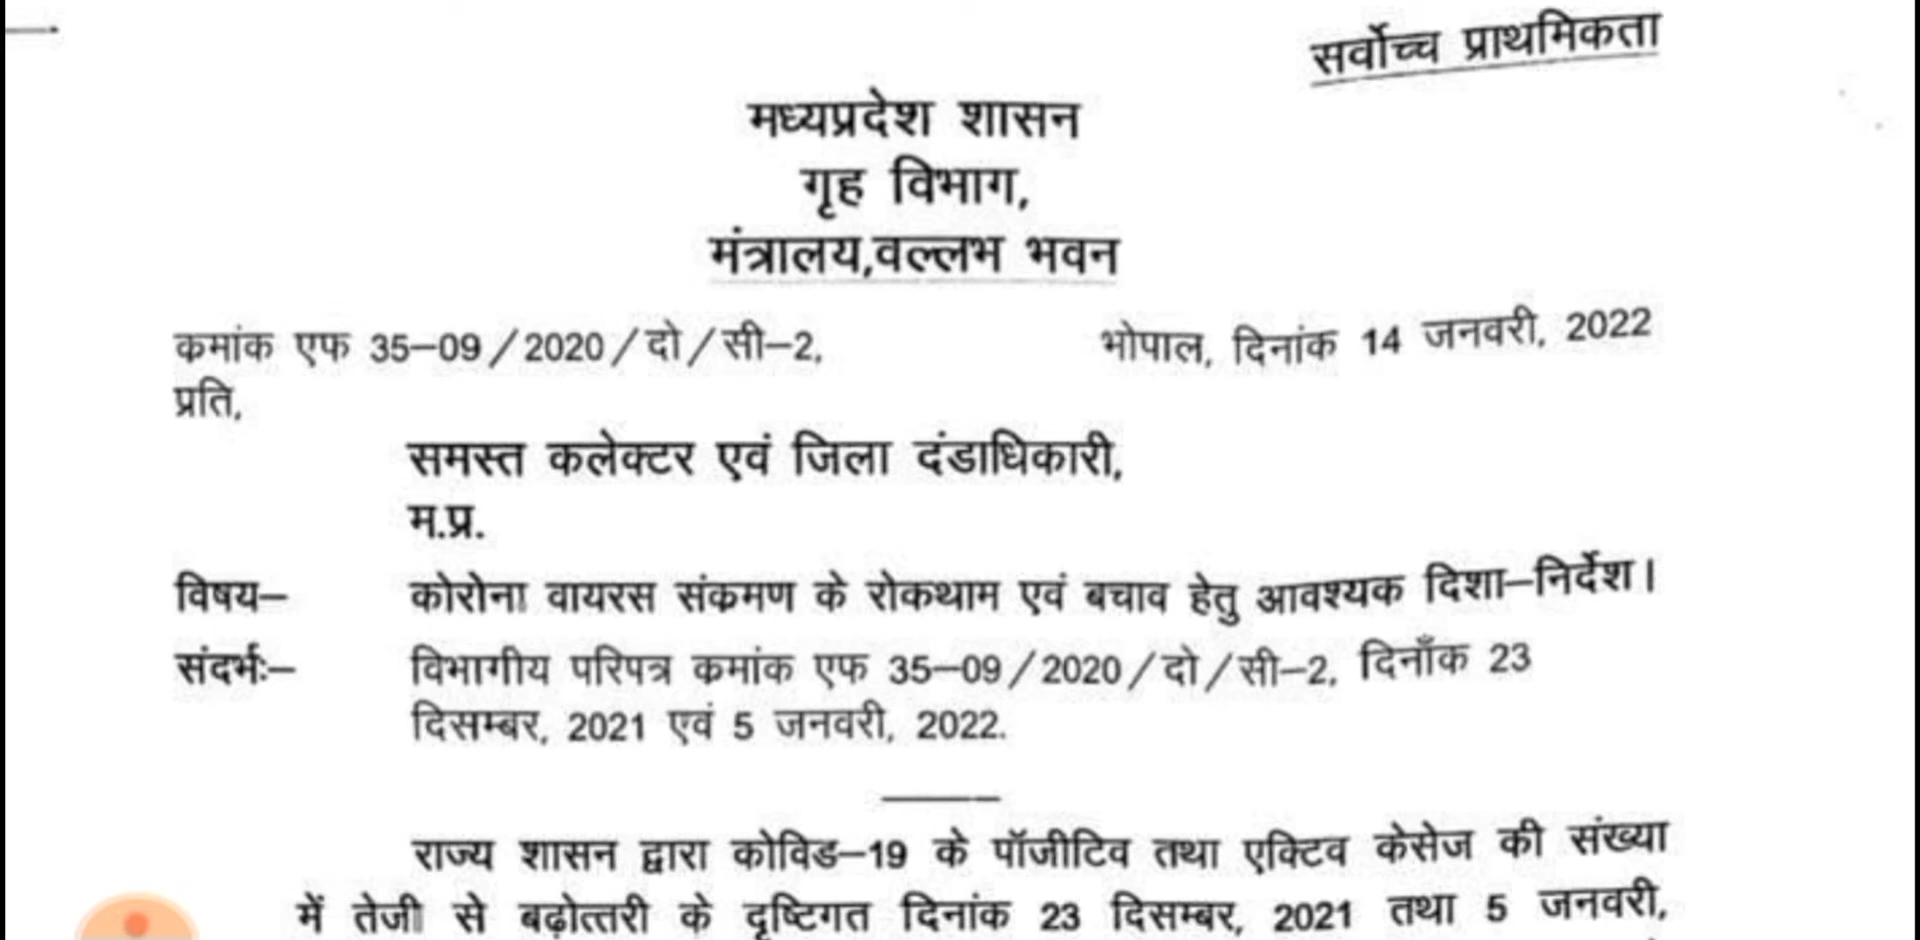 सर्वोच्च प्राथमिकता
मध्यप्रदेश शासन
गृह विभाग,
मंत्रालय,वल्लभ भवन
कमांक एफ 35–09/2020/दो/सी–2, भोपाल, दिनांक 14 जनवरी, 2022
प्रति,
समस्त कलेक्टर एवं जिला दंडाधिकारी,
म.प्र.
विषय– कोरोना वायरस संकमण के रोकथाम एवं बचाव हेतु आवश्यक दिशा–निर्देश।
संदर्भः– विभागीय परिपत्र कमांक एफ 35–09/2020/दो/सी–2, दिनॉंक 23
दिसम्बर, 2021 एवं 5 जनवरी, 2022.
राज्य शासन द्वारा कोविड–19 के पॉजीटिव तथा एक्टिव केसेज की संख्या
में तेजी से बढ़ोत्तरी के दृष्टिगत दिनांक 23 दिसम्बर, 2021 तथा 5 जनवरी,